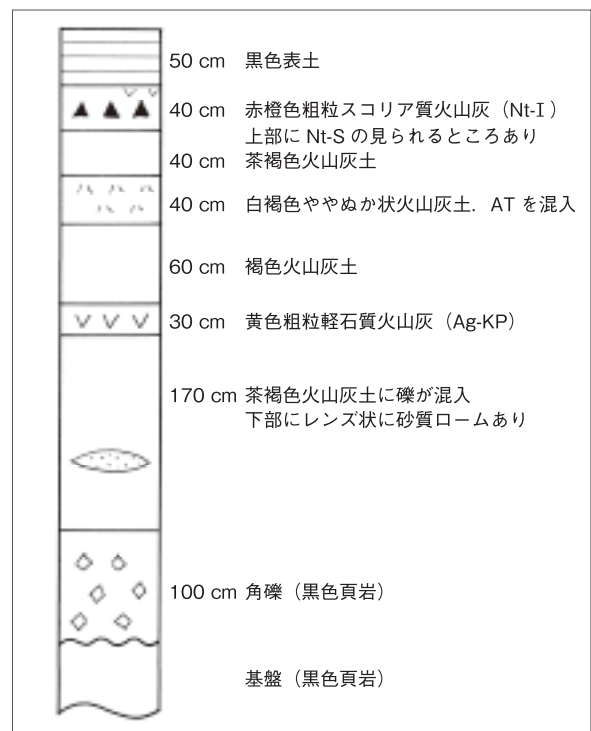 50 cm 黒色表土
40 cm 赤橙色粗粒スコリア質火山灰（Nt-I）
上部に Nt-S の見られるところあり
40 cm 茶褐色火山灰土
40 cm 白褐色ややぬか状火山灰土．AT を混入
60 cm 褐色火山灰土
30 cm 黄色粗粒軽石質火山灰（Ag-KP）
170 cm 茶褐色火山灰土に礫が混入
下部にレンズ状に砂質ロームあり
100 cm 角礫（黒色頁岩）
基盤（黒色頁岩）